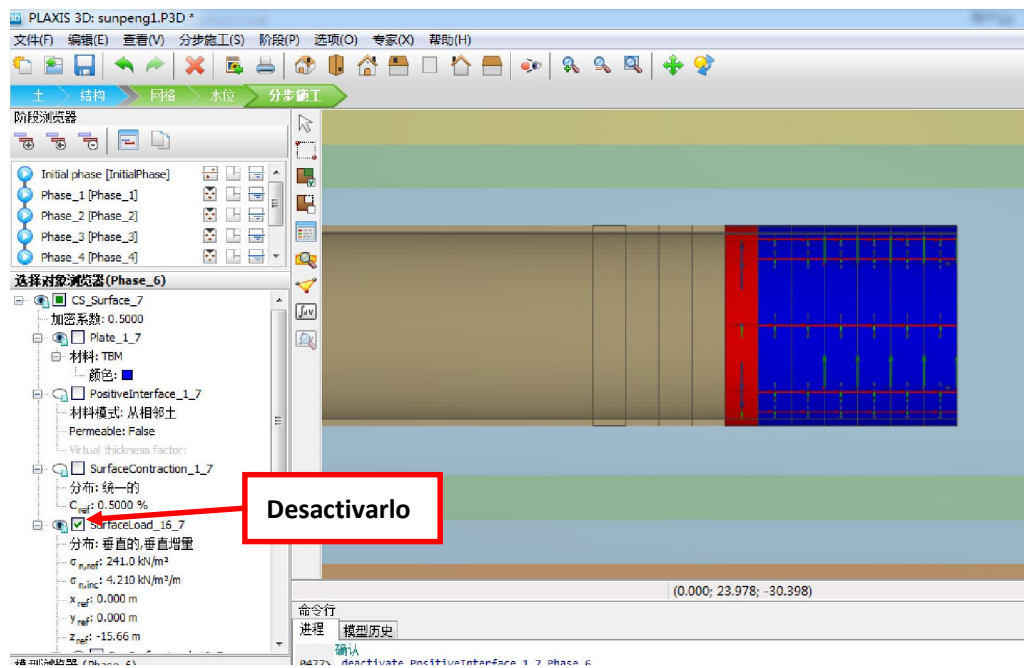 PLAXIS 3D: sunpeng1.P3D *
文件(F) 编辑(E) 查看(V) 分步施工(S) 阶段(P) 选项(O) 专家(X) 帮助(H)
土 结构 网格 水位 分步施工
阶段浏览器
Initial phase [InitialPhase]
Phase_1 [Phase_1]
Phase_2 [Phase_2]
Phase_3 [Phase_3]
Phase_4 [Phase_4]
选择对象浏览器(Phase_6)
CS_Surface_7
加密系数: 0.5000
Plate_1_7
材料: TBM
颜色:
PositiveInterface_1_7
材料模式: 从相邻土
Permeable: False
Virtual thickness factor:
SurfaceContraction_1_7
分布: 统一的
C ref: 0.5000 %
SurfaceLoad_16_7
分布: 垂直的,垂直增量
σ n,ref: 241.0 kN/m²
σ n,inc: 4.210 kN/m²/m
x ref: 0.000 m
y ref: 0.000 m
z ref: -15.66 m
模型浏览器 (Phase_6)
Desactivarlo
(0.000; 23.978; -30.398)
命令行
进程 模型历史
确认
0477> deactivate PositiveInterface_1_7 Phase_6